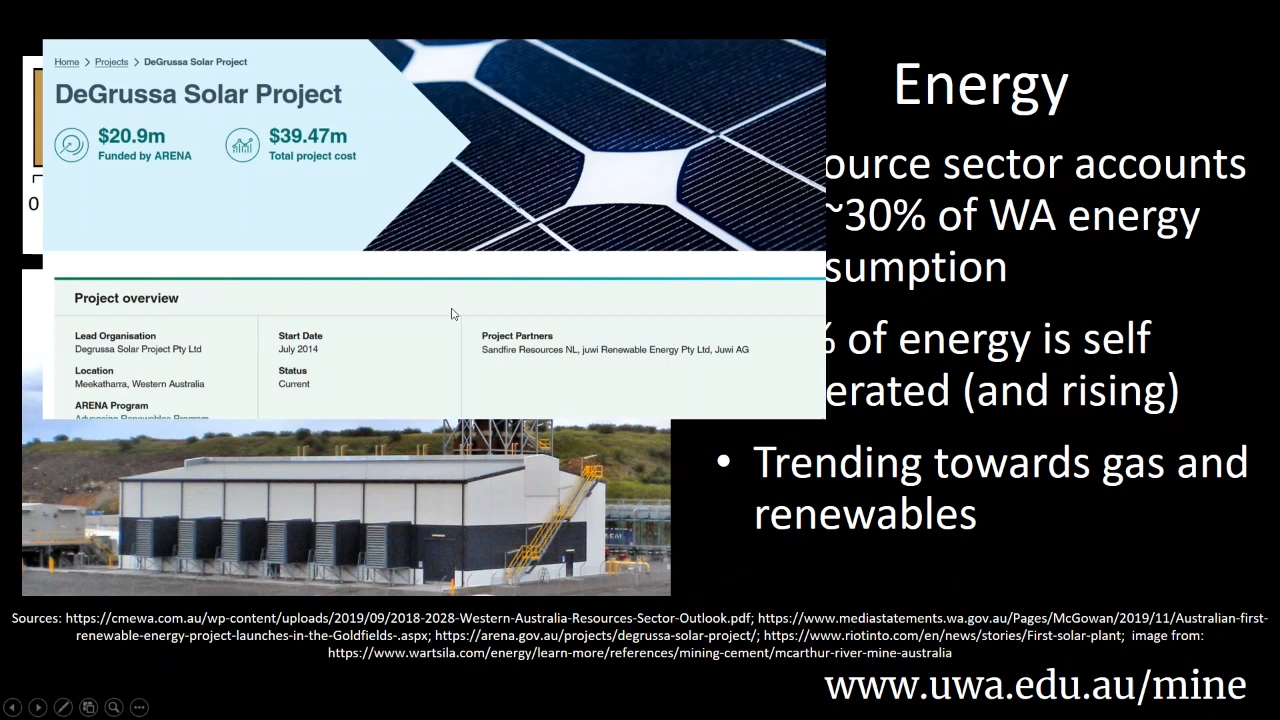 Home > Projects > DeGrussa Solar Project
DeGrussa Solar Project
$20.9m
Funded by ARENA
$39.47m
Total project cost
Project overview
Lead Organisation
Degrussa Solar Project Pty Ltd
Location
Meekatharra, Western Australia
ARENA Program
Advancing Renewables Program
Start Date
July 2014
Status
Current
Project Partners
Sandfire Resources NL, juwi Renewable Energy Pty Ltd, Juwi AG
0
Energy
ource sector accounts
~30% of WA energy
sumption
% of energy is self
erated (and rising)
• Trending towards gas and
renewables
Sources: https://cmewa.com.au/wp-content/uploads/2019/09/2018-2028-Western-Australia-Resources-Sector-Outlook.pdf; https://www.mediastatements.wa.gov.au/Pages/McGowan/2019/11/Australian-first-
renewable-energy-project-launches-in-the-Goldfields-.aspx; https://arena.gov.au/projects/degrussa-solar-project/; https://www.riotinto.com/en/news/stories/First-solar-plant; image from:
https://www.wartsila.com/energy/learn-more/references/mining-cement/mcarthur-river-mine-australia
www.uwa.edu.au/mine